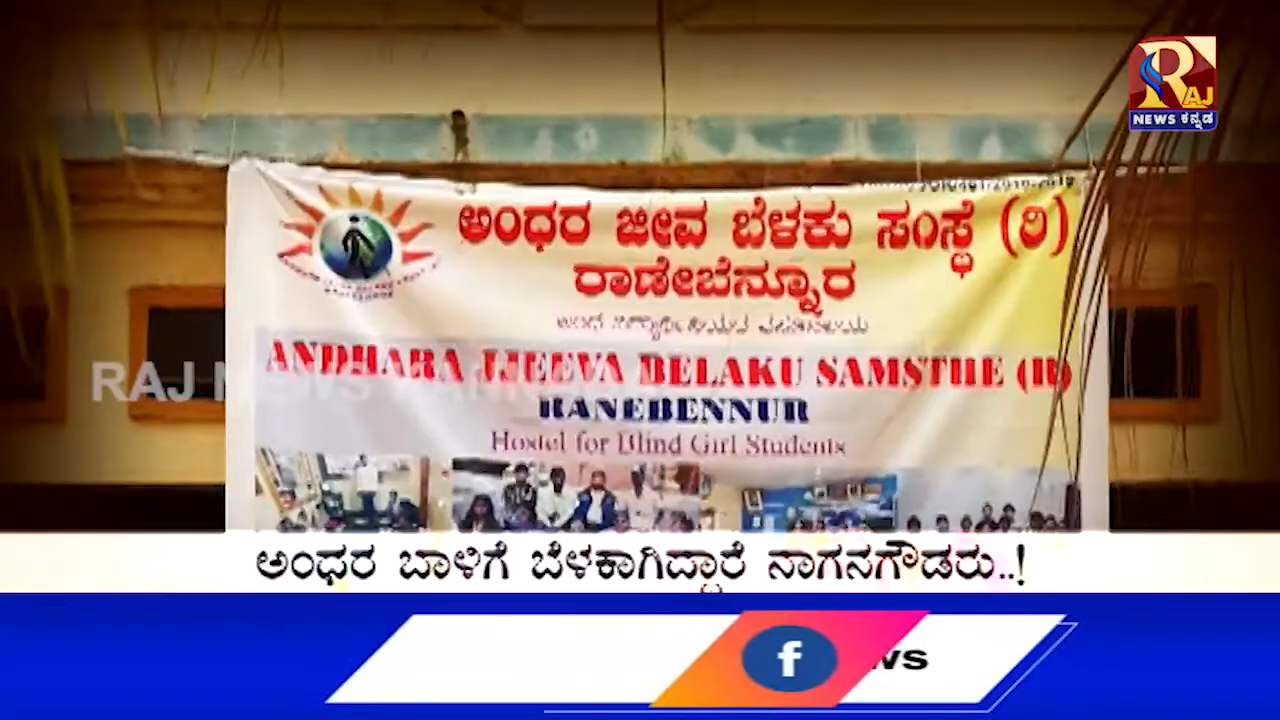 RAJ
NEWS ಕನ್ನಡ
ಅಂಧರ ಜೀವ ಬೆಳಕು ಸಂಸ್ಥೆ (ರಿ)
ರಾಣೇಬೆನ್ನೂರ
ANDHARA JJEEVA BELAKU SAMSTHE (R)
RANEBENNUR
Hostel for Blind Girl Students
RAJ NEWS
ಅಂಧರ ಬಾಳಿಗೆ ಬೆಳಕಾಗಿದ್ದಾರೆ ನಾಗನಗೌಡರು..!
f